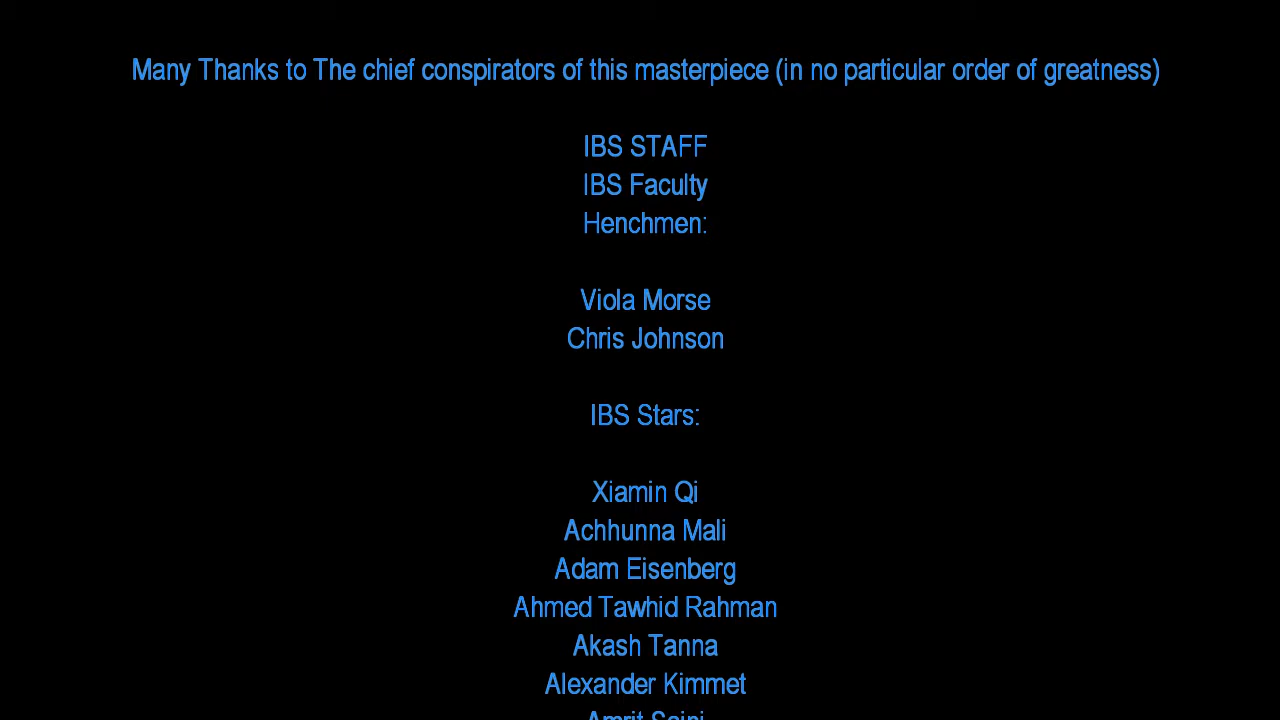 Many Thanks to The chief conspirators of this masterpiece (in no particular order of greatness)
IBS STAFF
IBS Faculty
Henchmen:
Viola Morse
Chris Johnson
IBS Stars:
Xiamin Qi
Achhunna Mali
Adam Eisenberg
Ahmed Tawhid Rahman
Akash Tanna
Alexander Kimmet
Amrit Saini